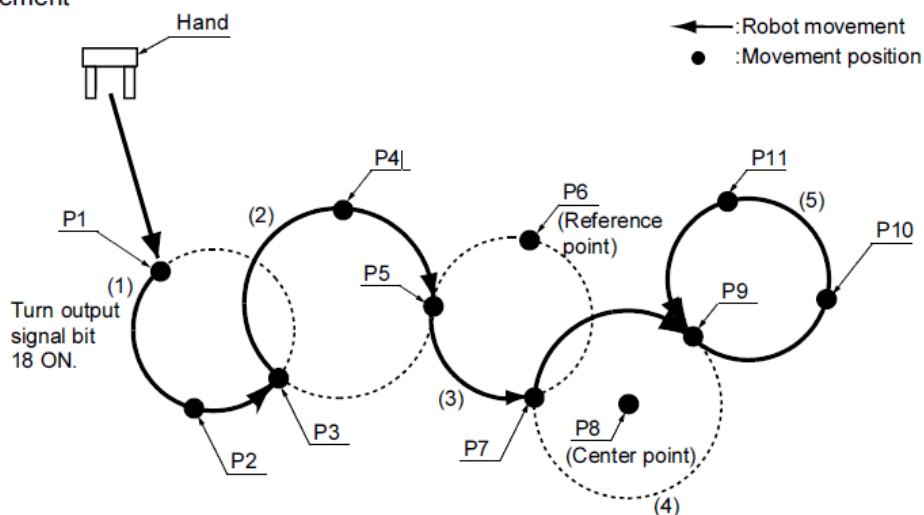 ement
Hand
:Robot movement
:Movement position
P4
P11
(5)
P6
(Reference
point)
(2)
P1
P10
P5
P9
(1)
Turn output
signal bit
18 ON.
(3)
P3
P7
P8
(Center point)
P2
(4)